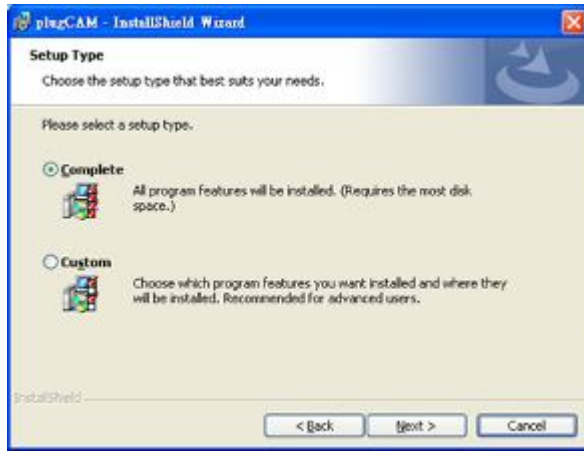 plugCAM - InstallShield Wizard
Setup Type
Choose the setup type that best suits your needs.
Please select a setup type.
Complete
All program features will be installed. (Requires the most disk
space.)
Custom
Choose which program features you want installed and where they
will be installed. Recommended for advanced users.
InstallShield
< Back
Next >
Cancel